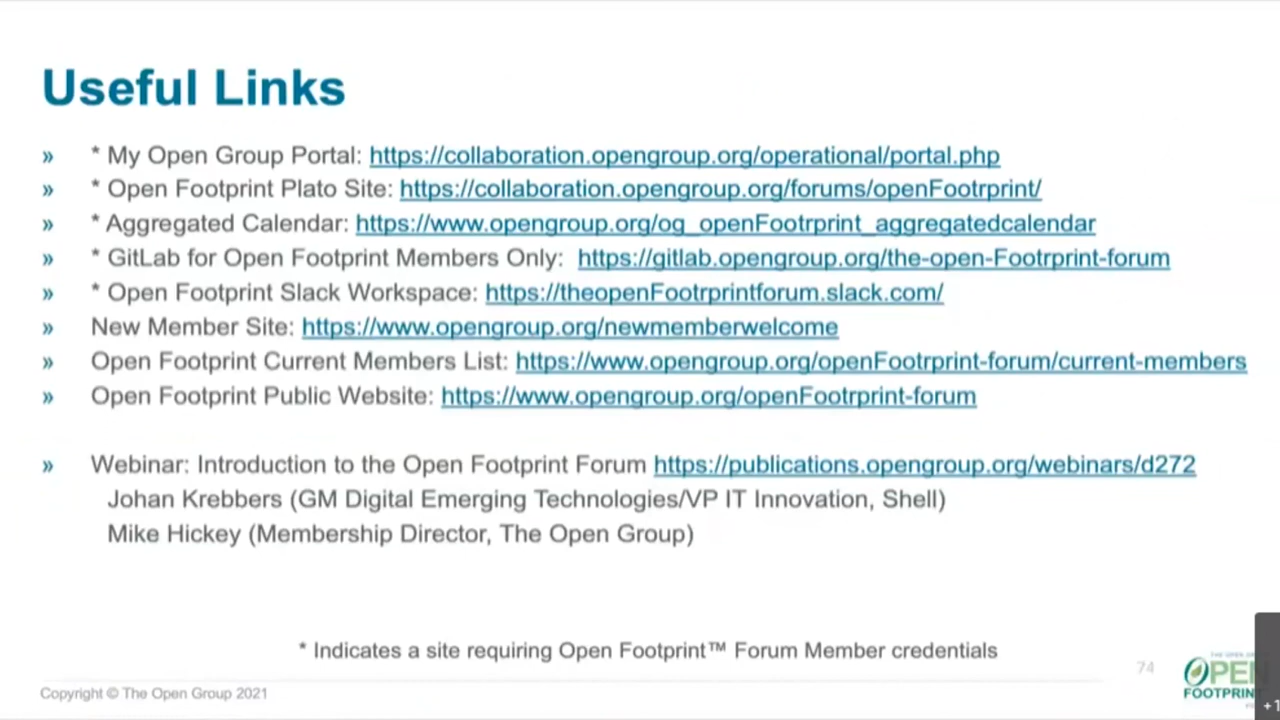 Useful Links
» * My Open Group Portal: https://collaboration.opengroup.org/operational/portal.php
» * Open Footprint Plato Site: https://collaboration.opengroup.org/forums/openFootrprint/
» * Aggregated Calendar: https://www.opengroup.org/og_openFootrprint_aggregatedcalendar
» * GitLab for Open Footprint Members Only: https://gitlab.opengroup.org/the-open-Footrprint-forum
» * Open Footprint Slack Workspace: https://theopenFootrprintforum.slack.com/
» New Member Site: https://www.opengroup.org/newmemberwelcome
» Open Footprint Current Members List: https://www.opengroup.org/openFootrprint-forum/current-members
» Open Footprint Public Website: https://www.opengroup.org/openFootrprint-forum
» Webinar: Introduction to the Open Footprint Forum https://publications.opengroup.org/webinars/d272
Johan Krebbers (GM Digital Emerging Technologies/VP IT Innovation, Shell)
Mike Hickey (Membership Director, The Open Group)
* Indicates a site requiring Open Footprint™ Forum Member credentials
Copyright © The Open Group 2021
74
OPEN
FOOTPRINT
+1